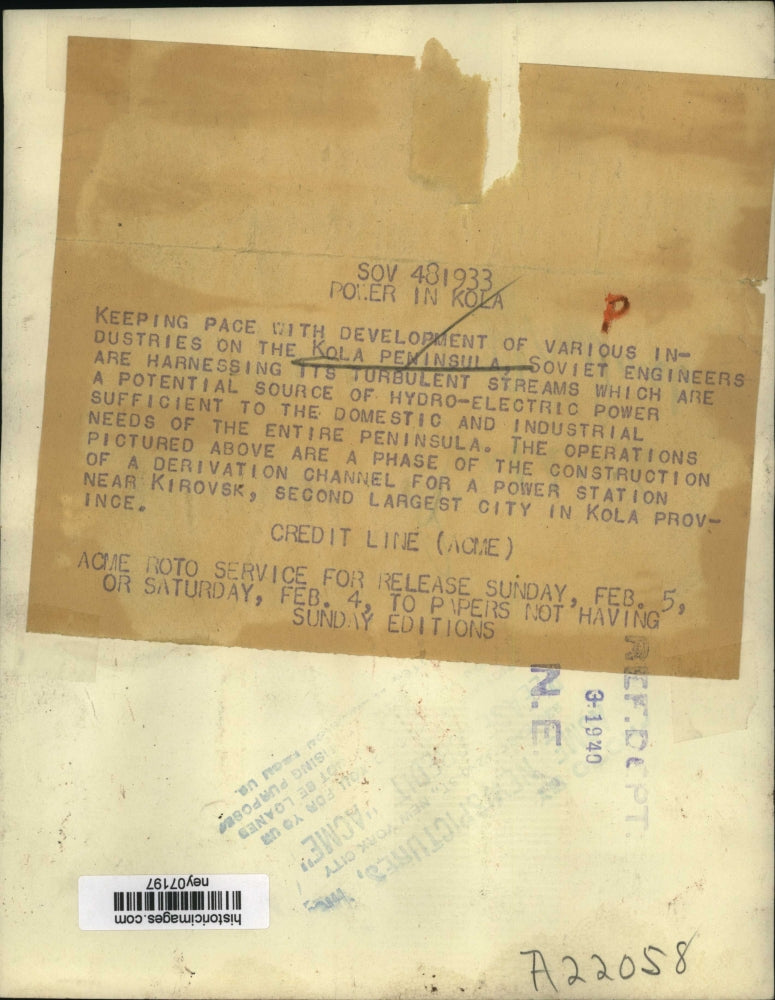 SOV 481933
POWER IN KOLA
P
KEEPING PACE WITH DEVELOPMENT OF VARIOUS IN-
DUSTRIES ON THE KOLA PENINSULA, SOVIET ENGINEERS
ARE HARNESSING ITS TURBULENT STREAMS WHICH ARE
A POTENTIAL SOURCE OF HYDRO-ELECTRIC POWER
SUFFICIENT TO THE DOMESTIC AND INDUSTRIAL
NEEDS OF THE ENTIRE PENINSULA. THE OPERATIONS
PICTURED ABOVE ARE A PHASE OF THE CONSTRUCTION
OF A DERIVATION CHANNEL FOR A POWER STATION
NEAR KIROVSK, SECOND LARGEST CITY IN KOLA PROV-
INCE.
CREDIT LINE (ACME)
ACME ROTO SERVICE FOR RELEASE SUNDAY, FEB. 5,
OR SATURDAY, FEB. 4, TO PAPERS NOT HAVING
SUNDAY EDITIONS
REF. DEPT.
3-1940
N.E
"ACME"
YORK CITY
PICTURES,
historicimages.com
ney07197
A22058